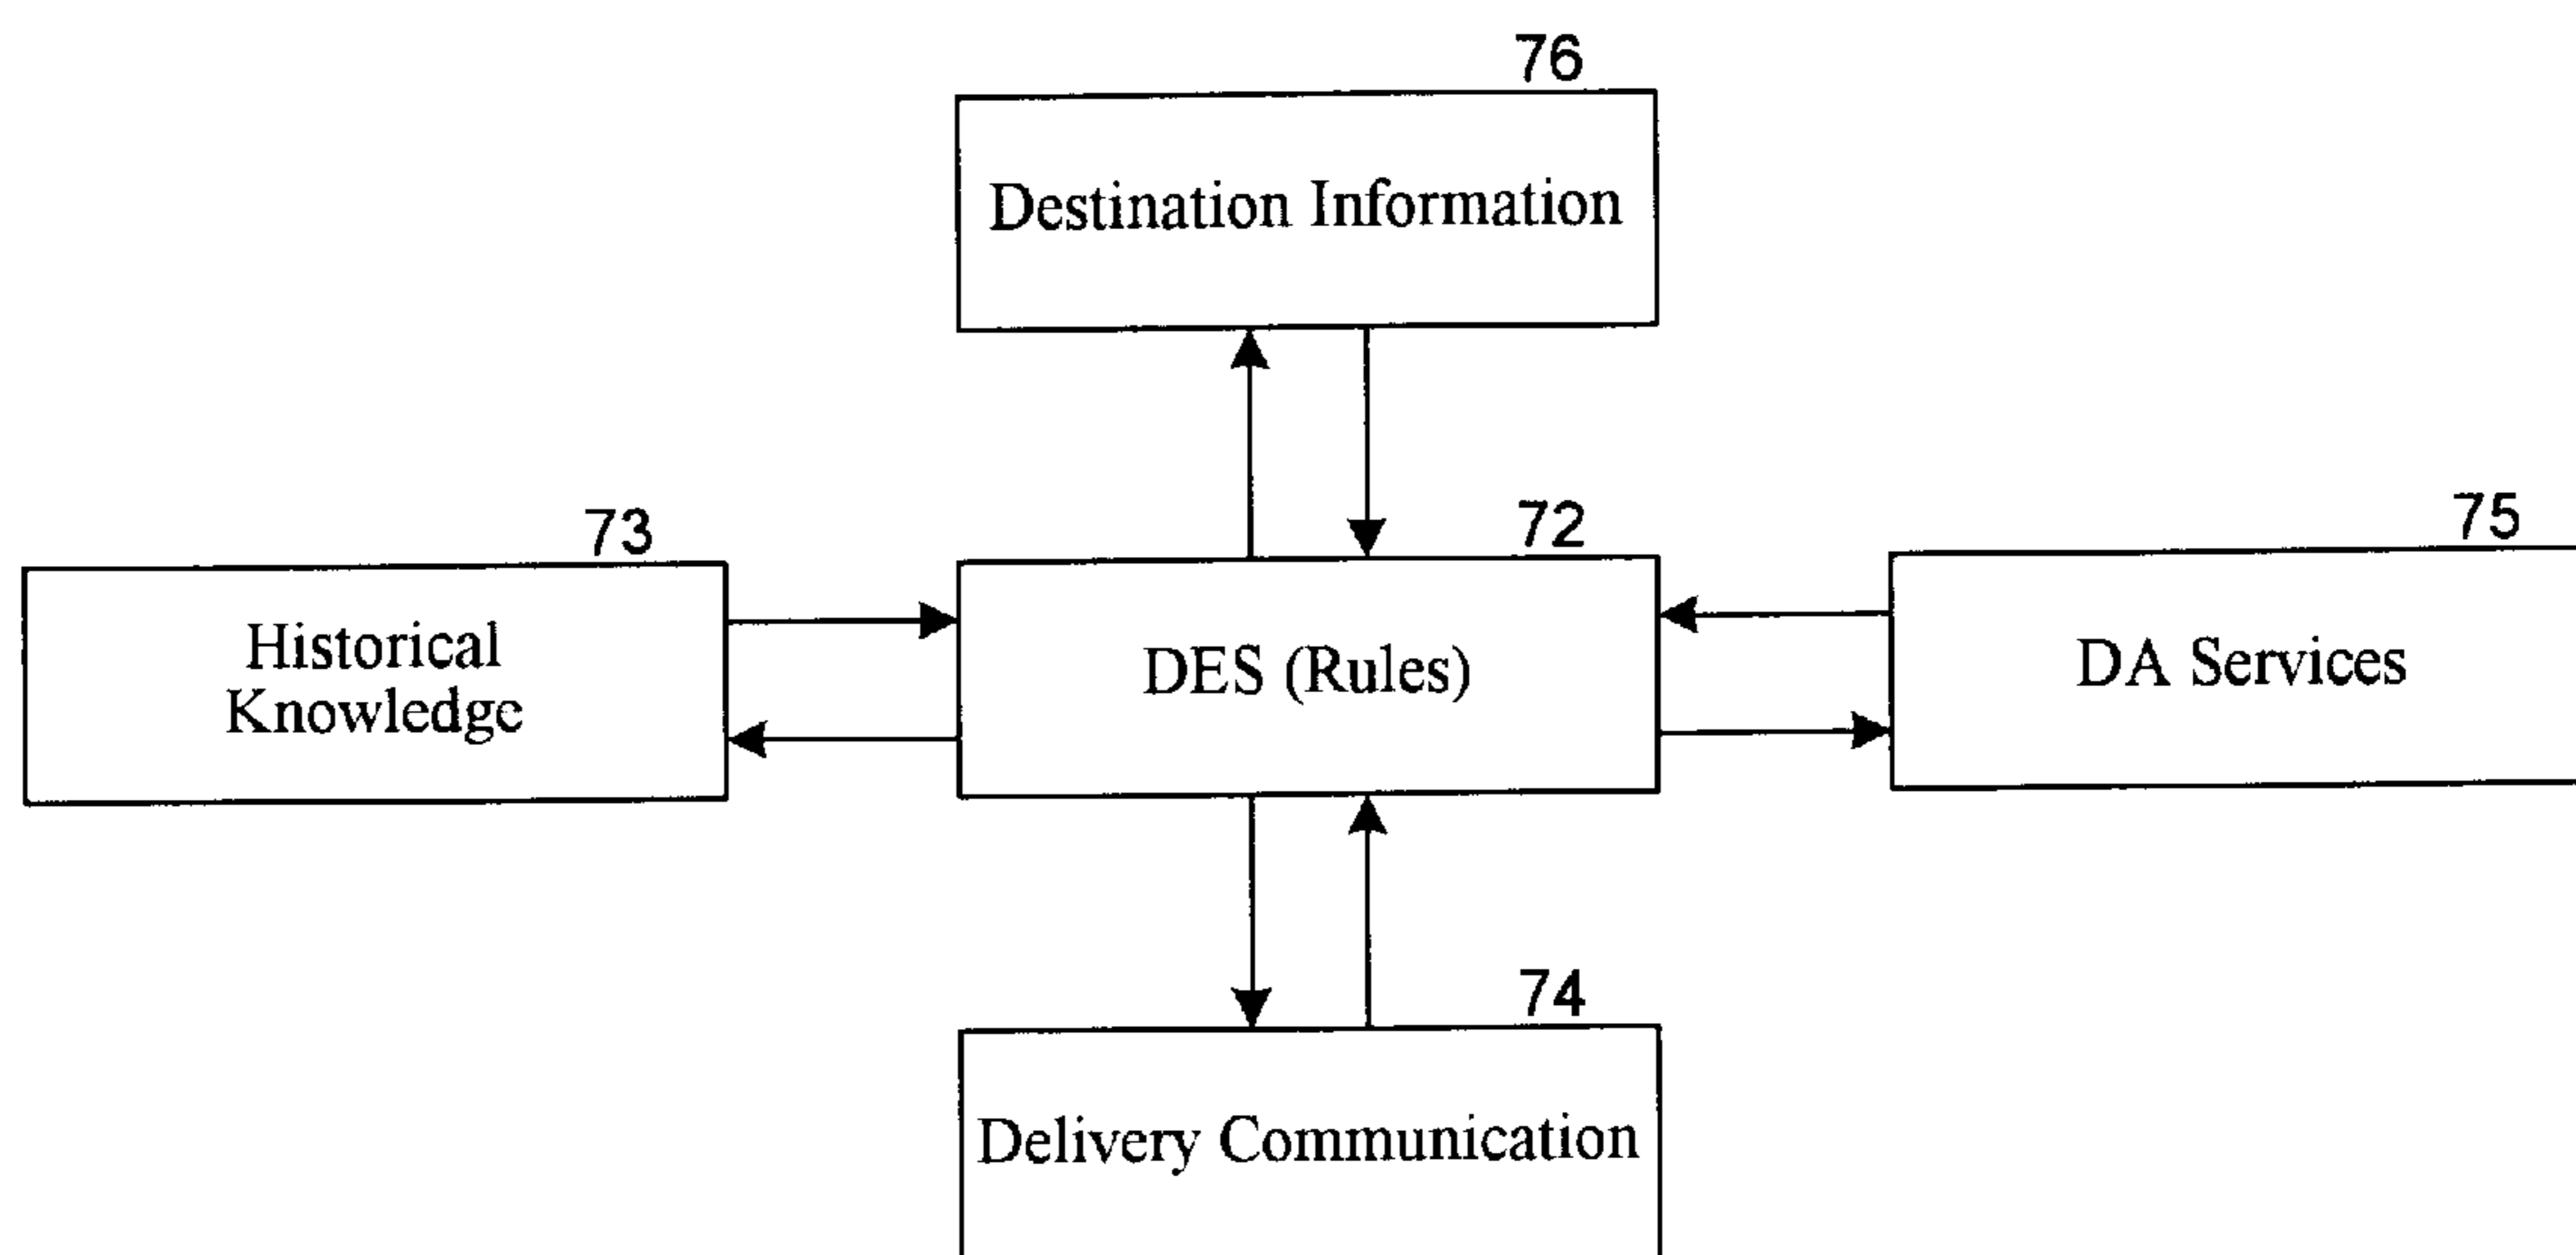 76
Destination Information
73
72
75
Historical
Knowledge
DES (Rules)
DA Services
74
Delivery Communication